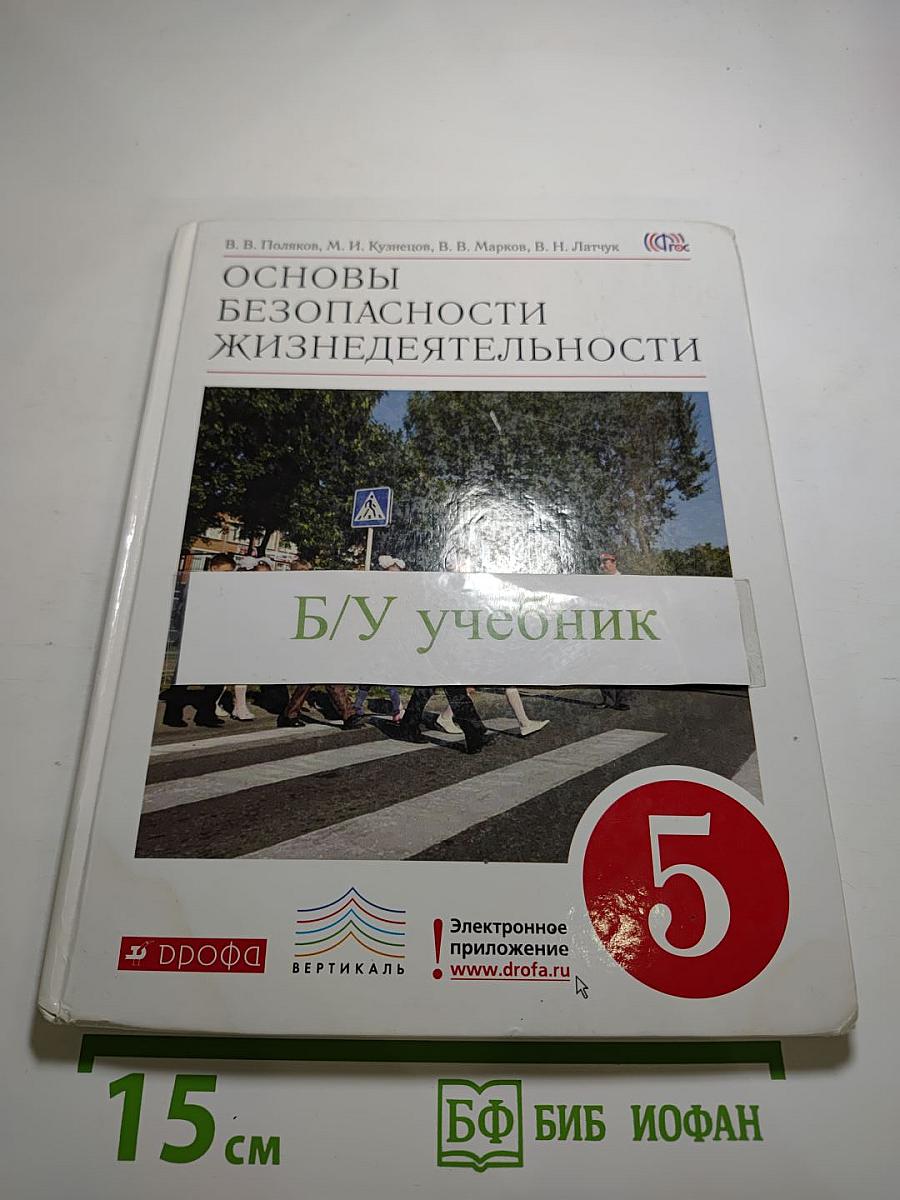 В. В. Поляков, М. И. Кузнецов, В. В. Марков, В. Н. Латчук
ФГОС
ОСНОВЫ
БЕЗОПАСНОСТИ
ЖИЗНЕДЕЯТЕЛЬНОСТИ
Б/У учебник
5
ДРОФА
ВЕРТИКАЛЬ
! Электронное
приложение
www.drofa.ru
15 см
БФ БИБ ИОФАН